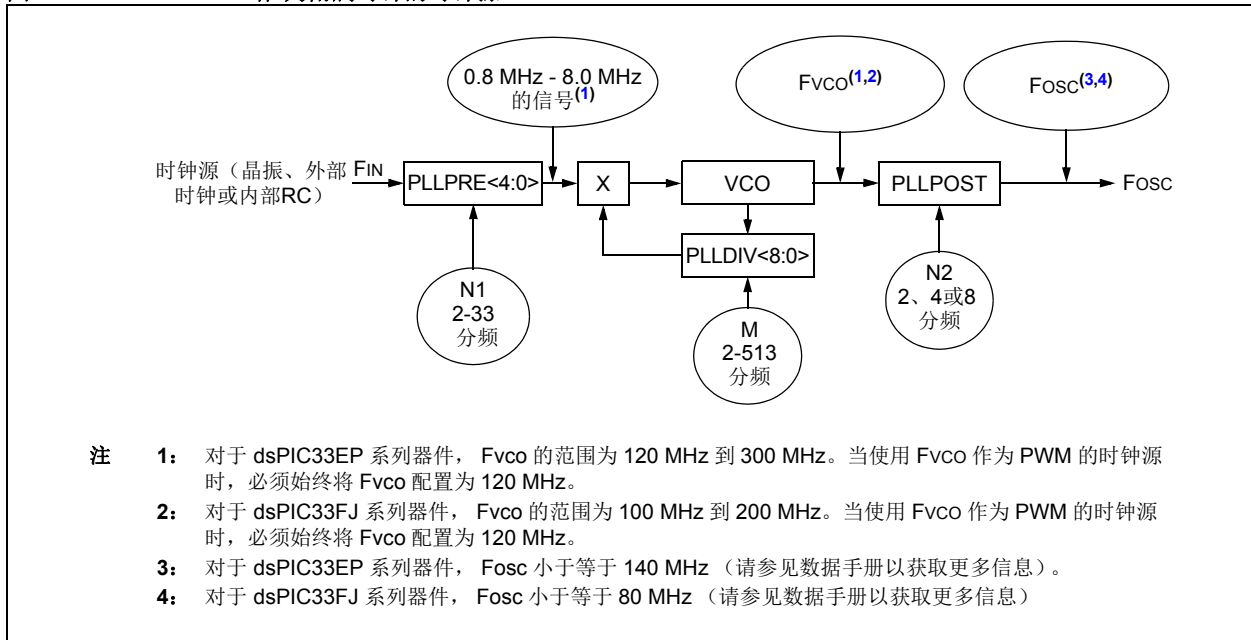 0.8 MHz - 8.0 MHz
的信号(1)
FVCO(1,2)
FOSC(3,4)
时钟源（晶振、外部
时钟或内部RC）
FIN
PLLPRE<4:0>
X
VCO
PLLPOST
FOSC
PLLDIV<8:0>
N1
2-33
分频
M
2-513
分频
N2
2、4或8
分频
注 1： 对于 dsPIC33EP 系列器件， Fvco 的范围为 120 MHz 到 300 MHz。当使用 FVCO 作为 PWM 的时钟源
时，必须始终将 Fvco 配置为 120 MHz。
2： 对于 dsPIC33FJ 系列器件， Fvco 的范围为 100 MHz 到 200 MHz。当使用 FVCO 作为 PWM 的时钟源
时，必须始终将 Fvco 配置为 120 MHz。
3： 对于 dsPIC33EP 系列器件， Fosc 小于等于 140 MHz （请参见数据手册以获取更多信息）。
4： 对于 dsPIC33FJ 系列器件， Fosc 小于等于 80 MHz （请参见数据手册以获取更多信息）